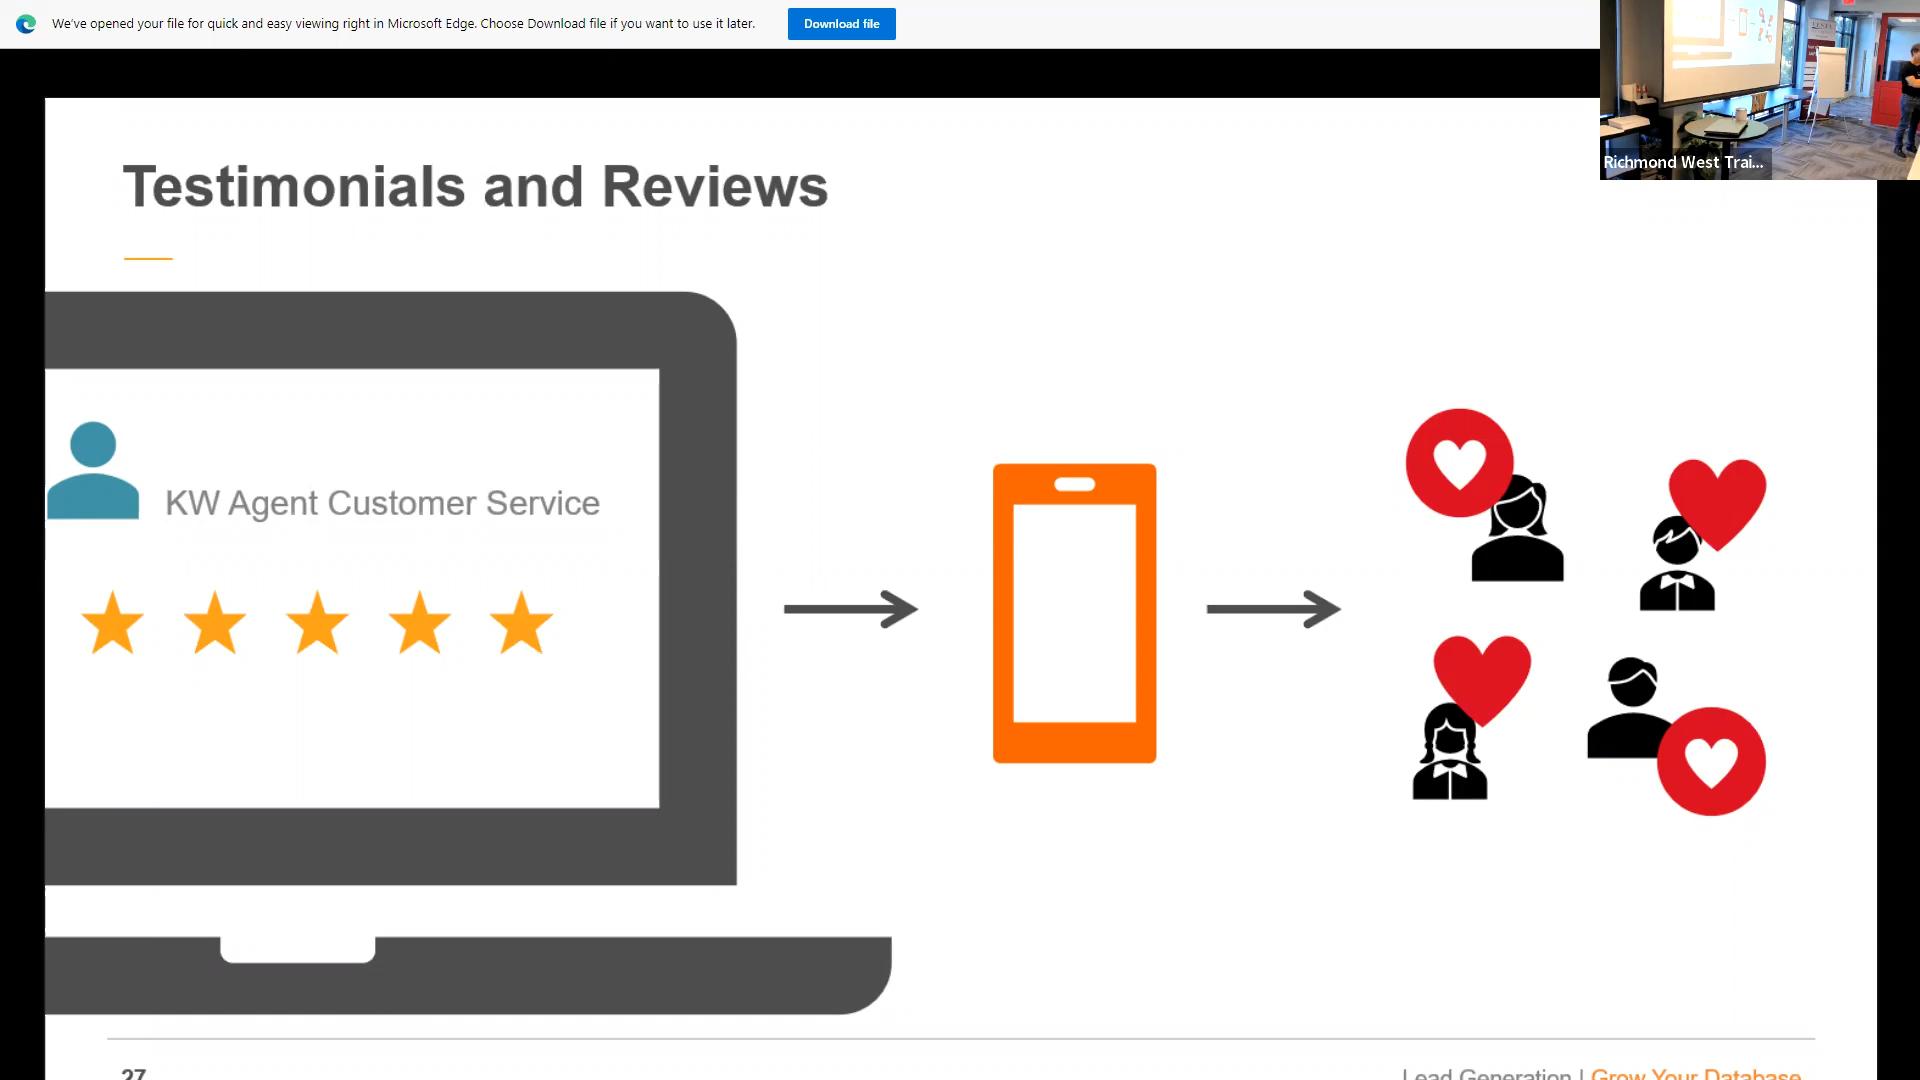 We've opened your file for quick and easy viewing right in Microsoft Edge. Choose Download file if you want to use it later.
Download file
Richmond West Trai...
Testimonials and Reviews
KW Agent Customer Service
27
Lead Generation | Grow Your Database